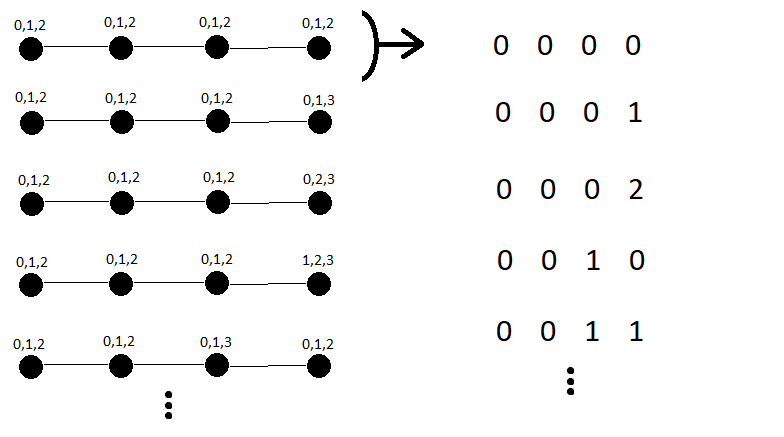 0,1,2 0,1,2 0,1,2 0,1,2
0 0 0 0
0,1,2 0,1,2 0,1,2 0,1,3
0 0 0 1
0,1,2 0,1,2 0,1,2 0,2,3
0 0 0 2
0,1,2 0,1,2 0,1,2 1,2,3
0 0 1 0
0,1,2 0,1,2 0,1,3 0,1,2
0 0 1 1